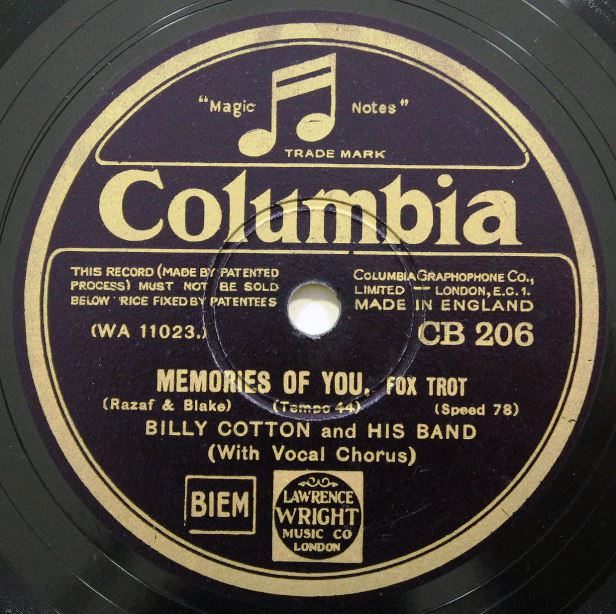 "Magic Notes"
TRADE MARK
Columbia
THIS RECORD (MADE BY PATENTED
PROCESS) MUST NOT BE SOLD
BELOW PRICE FIXED BY PATENTEES
COLUMBIA GRAPHOPHONE CO.,
LIMITED — LONDON, E.C. 1.
MADE IN ENGLAND
(WA 11023.)
CB 206
MEMORIES OF YOU. FOX TROT
(Razaf & Blake) (Tempo 44) (Speed 78)
BILLY COTTON and HIS BAND
(With Vocal Chorus)
BIEM
LAWRENCE
WRIGHT
MUSIC CO
LONDON